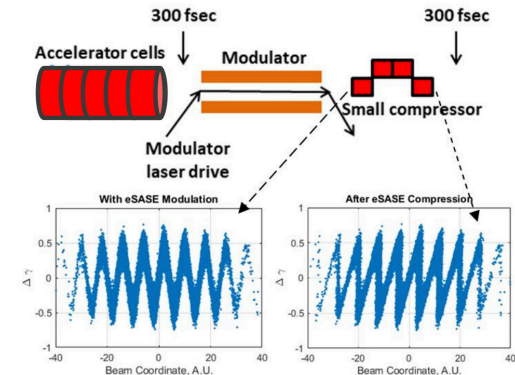 300 fsec
300 fsec
Accelerator cells
Modulator
Small compressor
Modulator
laser drive
With eSASE Modulation
After eSASE Compression
Δ γ
1
0.5
0
-0.5
-1
-40
-20
0
20
40
Beam Coordinate, A.U.
Δ γ
1
0.5
0
-0.5
-1
-40
-20
0
20
40
Beam Coordinate, A.U.